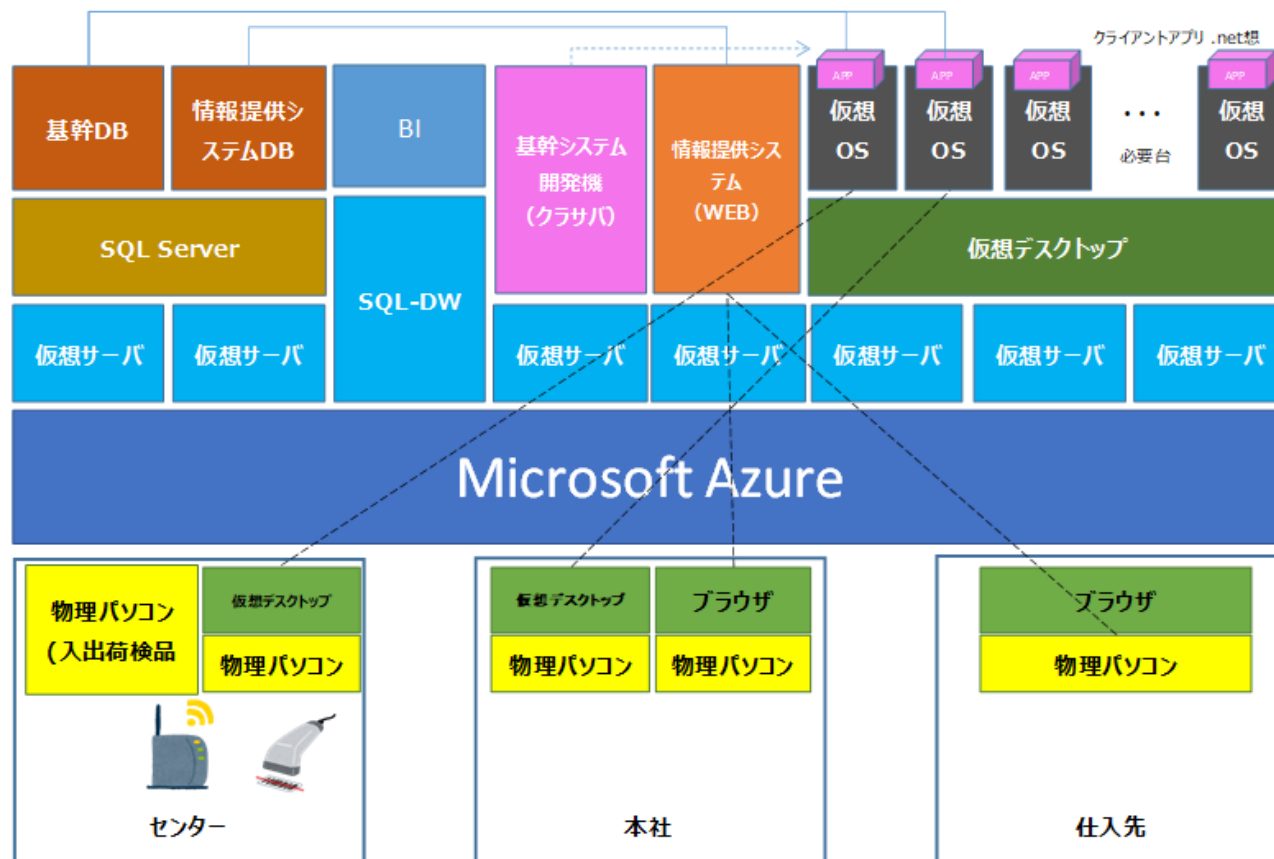 クライアントアプリ .net想
APP
APP
APP
APP
基幹DB
情報提供シ
ステムDB
BI
基幹システム
開発機
(クラサバ)
情報提供シス
テム
(WEB)
仮想
OS
仮想
OS
仮想
OS
・・・
必要台
仮想
OS
SQL Server
SQL-DW
仮想デスクトップ
仮想サーバ
仮想サーバ
仮想サーバ
仮想サーバ
仮想サーバ
仮想サーバ
仮想サーバ
Microsoft Azure
物理パソコン
(入出荷検品
仮想デスクトップ
物理パソコン
センター
仮想デスクトップ
物理パソコン
ブラウザ
物理パソコン
本社
ブラウザ
物理パソコン
仕入先